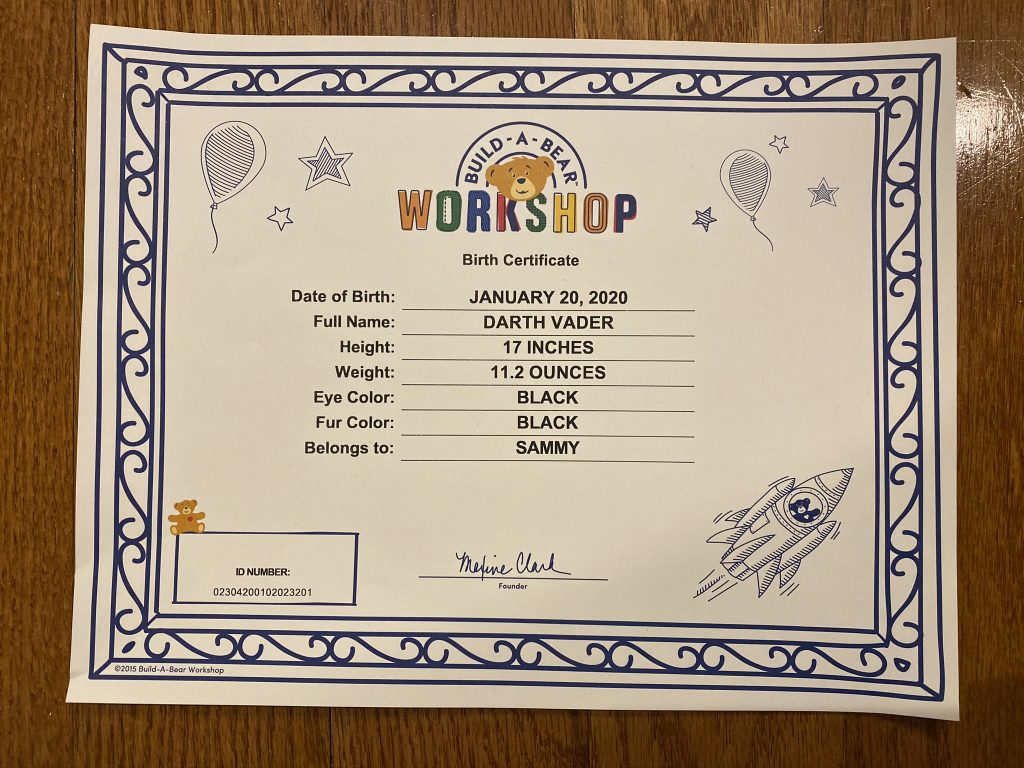 BUILD-A-BEAR®
WORKSHOP
Birth Certificate
Date of Birth: JANUARY 20, 2020
Full Name: DARTH VADER
Height: 17 INCHES
Weight: 11.2 OUNCES
Eye Color: BLACK
Fur Color: BLACK
Belongs to: SAMMY
Maxine Clark
Founder
ID NUMBER:
02304200102023201
©2015 Build-A-Bear Workshop